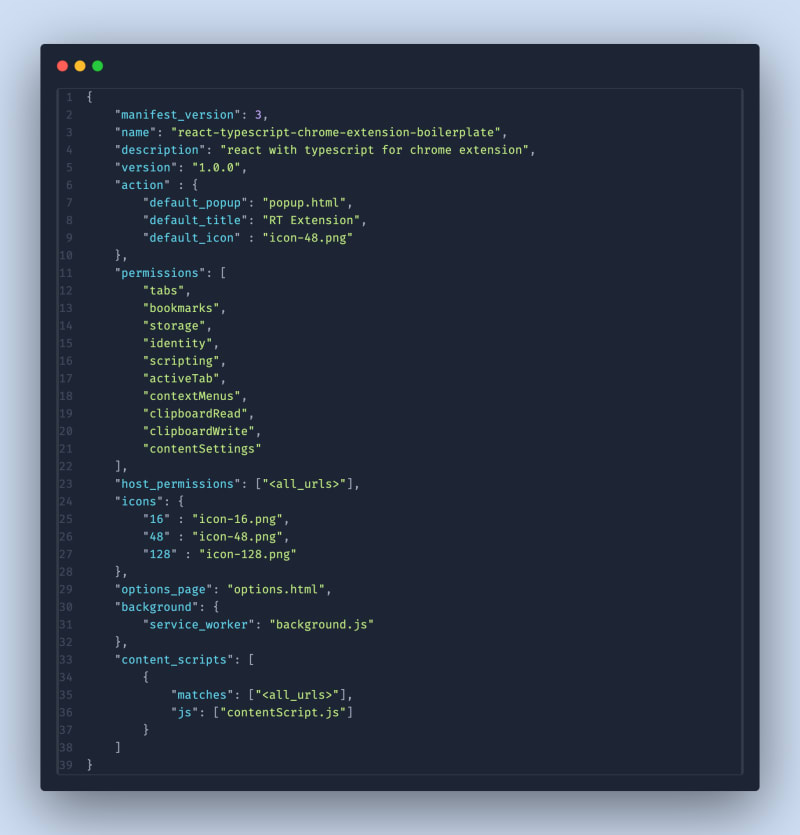 1 {
2     "manifest_version": 3,
3     "name": "react-typescript-chrome-extension-boilerplate",
4     "description": "react with typescript for chrome extension",
5     "version": "1.0.0",
6     "action" : {
7         "default_popup": "popup.html",
8         "default_title": "RT Extension",
9         "default_icon" : "icon-48.png"
10     },
11     "permissions": [
12         "tabs",
13         "bookmarks",
14         "storage",
15         "identity",
16         "scripting",
17         "activeTab",
18         "contextMenus",
19         "clipboardRead",
20         "clipboardWrite",
21         "contentSettings"
22     ],
23     "host_permissions": ["<all_urls>"],
24     "icons": {
25         "16" : "icon-16.png",
26         "48" : "icon-48.png",
27         "128" : "icon-128.png"
28     },
29     "options_page": "options.html",
30     "background": {
31         "service_worker": "background.js"
32     },
33     "content_scripts": [
34         {
35             "matches": ["<all_urls>"],
36             "js": ["contentScript.js"]
37         }
38     ]
39 }